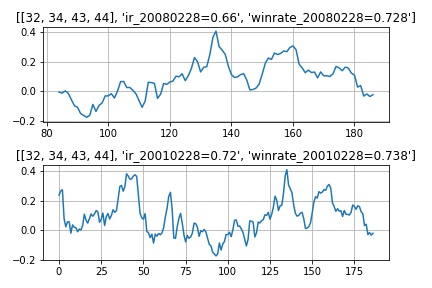 [[32, 34, 43, 44], 'ir_20080228=0.66', 'winrate_20080228=0.728']
0.4
0.2
0.0
−0.2
80 100 120 140 160 180
[[32, 34, 43, 44], 'ir_20010228=0.72', 'winrate_20010228=0.738']
0.4
0.2
0.0
−0.2
0 25 50 75 100 125 150 175